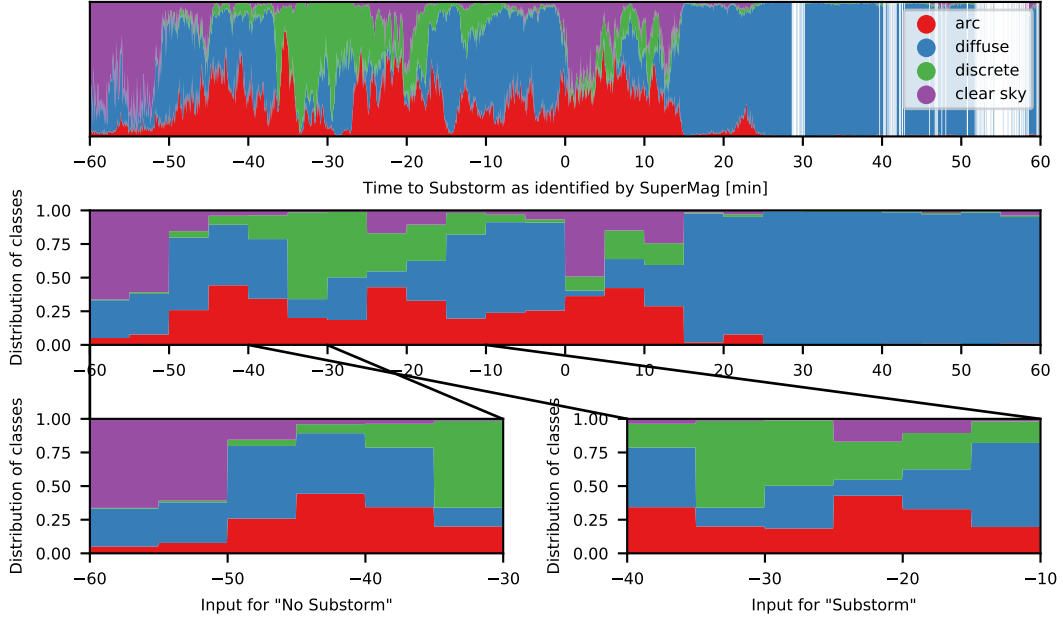 arc
diffuse
discrete
clear sky
−60 −50 −40 −30 −20 −10 0 10 20 30 40 50 60
Time to Substorm as identified by SuperMag [min]
Distribution of classes
1.00
0.75
0.50
0.25
0.00
−60 −50 −40 −30 −20 −10 0 10 20 30 40 50 60
Distribution of classes
1.00
0.75
0.50
0.25
0.00
−60 −50 −40 −30
Input for "No Substorm"
Distribution of classes
1.00
0.75
0.50
0.25
0.00
−40 −30 −20 −10
Input for "Substorm"